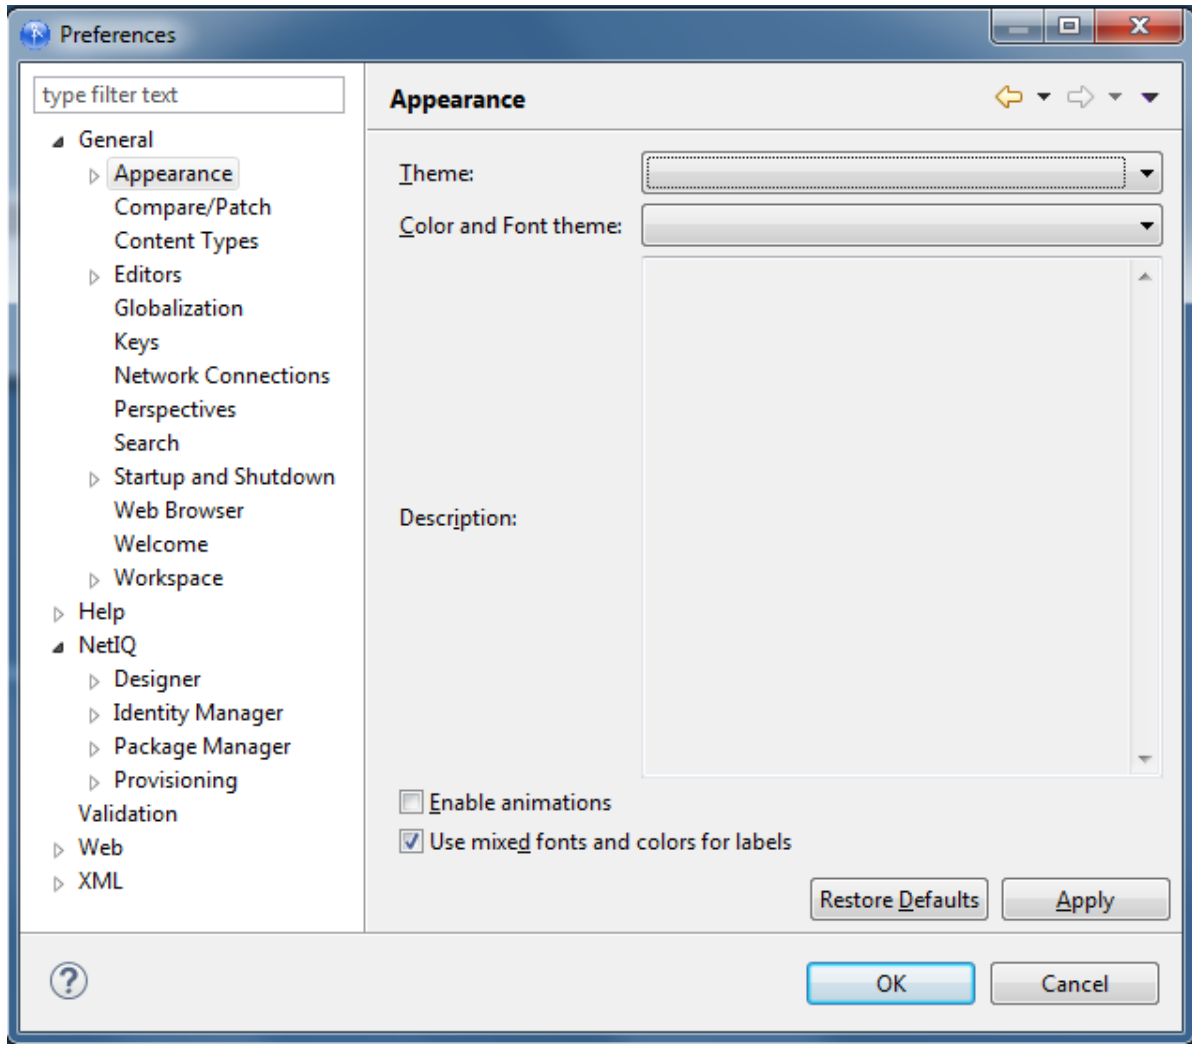 Preferences
type filter text
General
Appearance
Compare/Patch
Content Types
Editors
Globalization
Keys
Network Connections
Perspectives
Search
Startup and Shutdown
Web Browser
Welcome
Workspace
Help
NetIQ
Designer
Identity Manager
Package Manager
Provisioning
Validation
Web
XML
Appearance
Theme:
Color and Font theme:
Description:
Enable animations
Use mixed fonts and colors for labels
Restore Defaults Apply
? OK Cancel